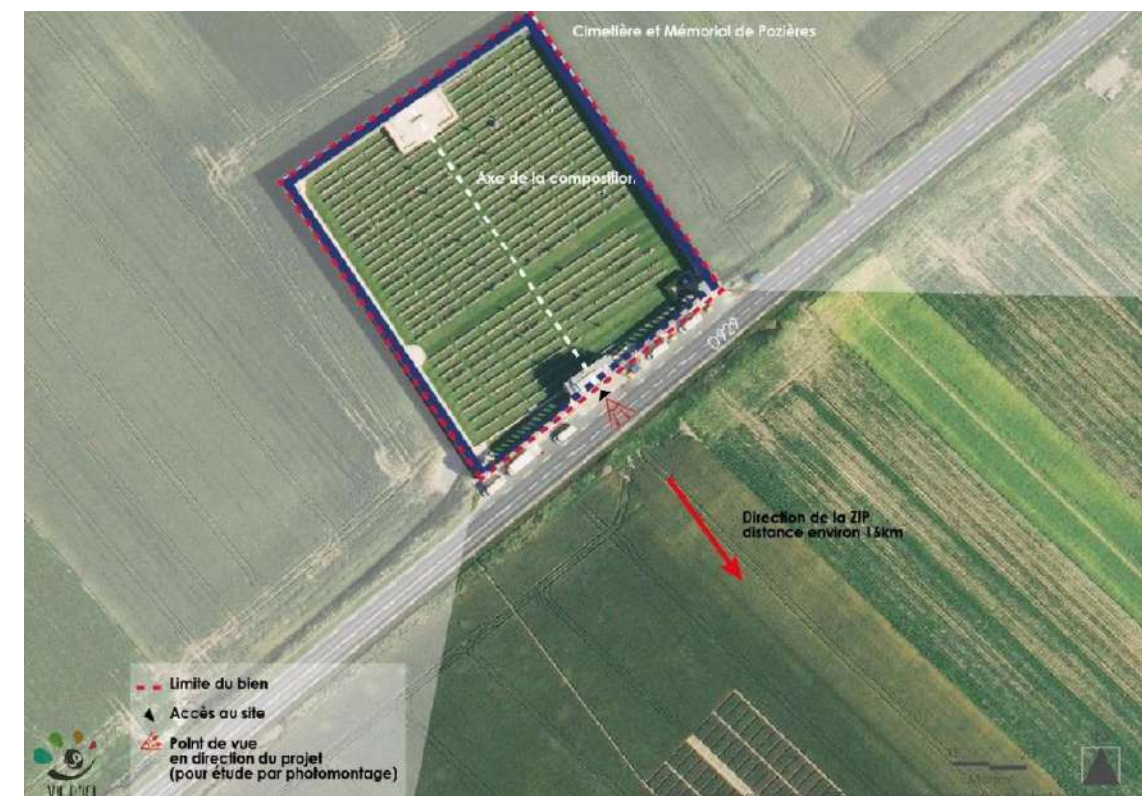 Cimetière et Mémorial de Pozières
Axe de la composition
D929
Direction de la ZIP
distance environ 16km
Limite du bien
Accès au site
Point de vue
en direction du projet
(pour étude par photomontage)